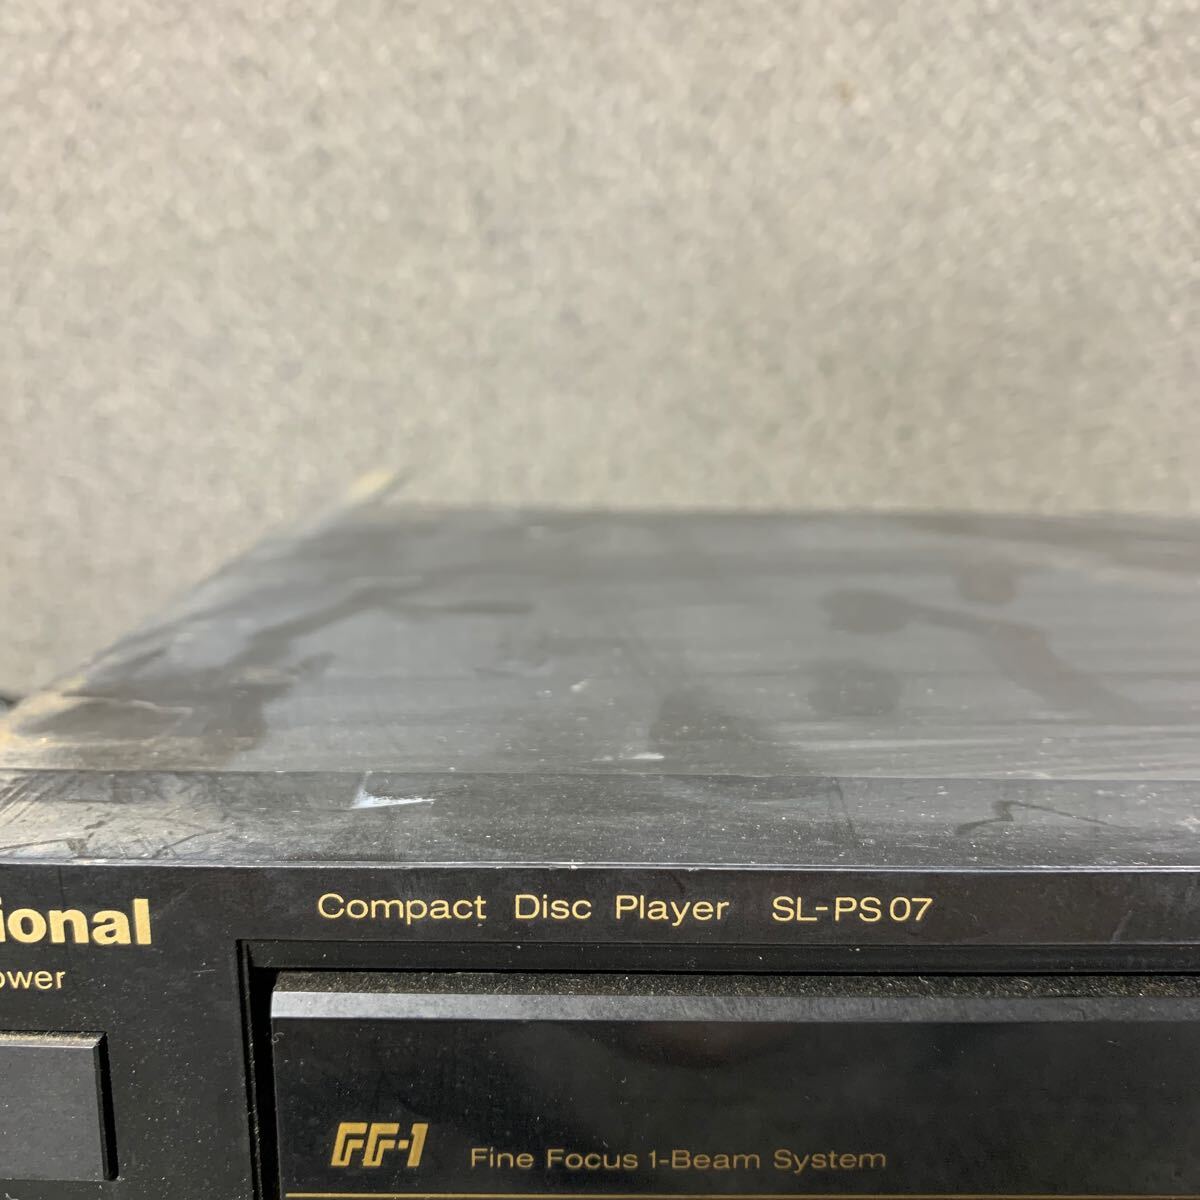 ional
Compact Disc Player SL-PS07
ower
FF-1 Fine Focus 1-Beam System